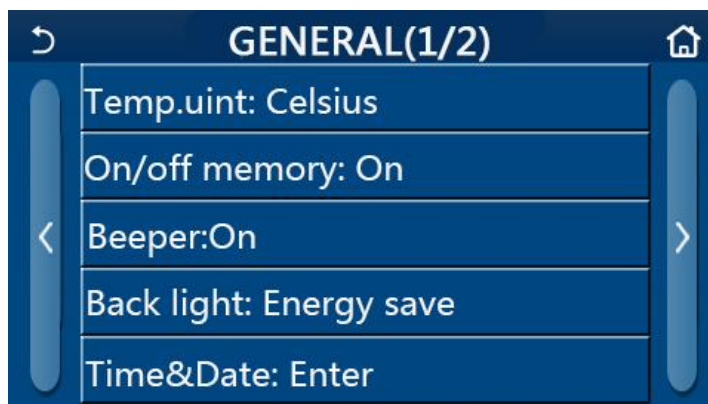 GENERAL(1/2)
Temp.uint: Celsius
On/off memory: On
Beeper:On
Back light: Energy save
Time&Date: Enter